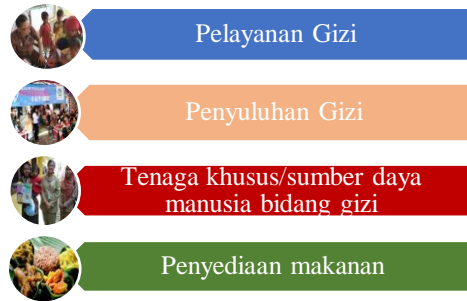 Pelayanan Gizi
Penyuluhan Gizi
Tenaga khusus/sumber daya
manusia bidang gizi
Penyediaan makanan